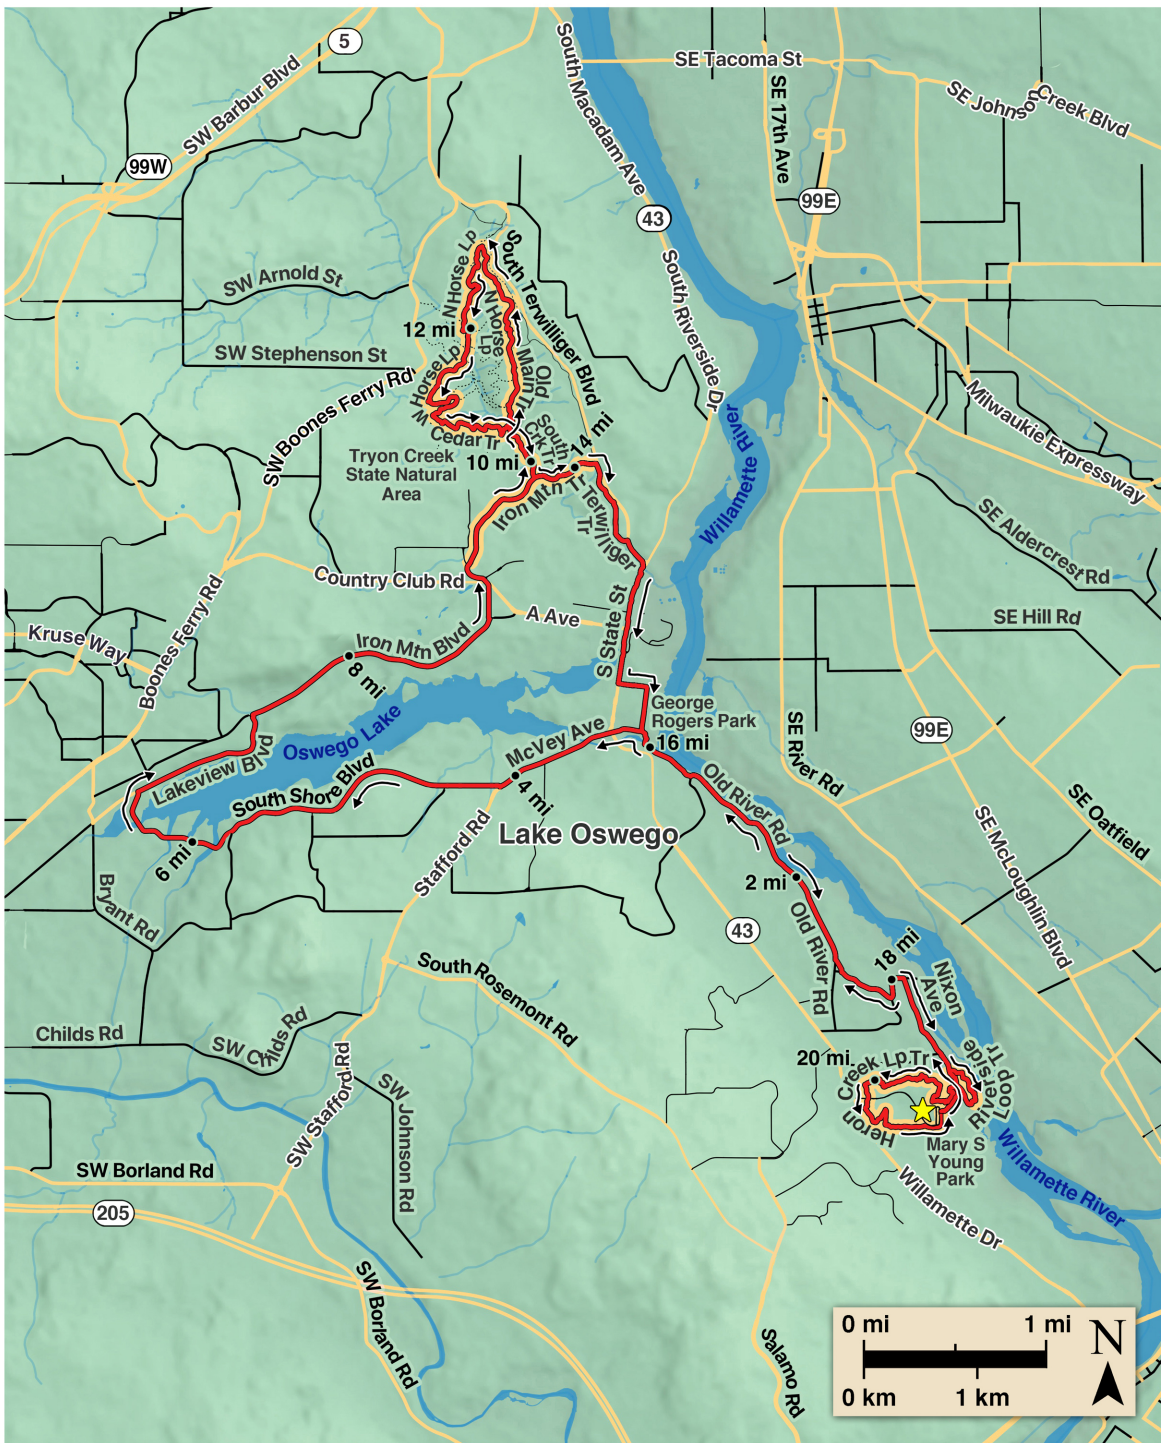 5
SE Tacoma St
South Macadam Ave
SW Barbur Blvd
SE 17th Ave
SE Johnson
Creek Blvd
99W
99E
43
SW Arnold St
N Horse Lp
South Terwilliger Blvd
South Riverside Dr
12 mi
N Horse
Lp
SW Stephenson St
SW Boones Ferry Rd
W Horse Lp
Old
Main Tr
Milwaukie Expressway
Willamette River
Cedar Tr
South
Crk Tr
4 mi
Tryon Creek
State Natural
Area
10 mi
Iron Mtn
Tr
Terwilliger
Tr
SE Aldercrest Rd
Country Club Rd
Boones Ferry Rd
A Ave
S State St
SE Hill Rd
Kruse Way
Iron Mtn Blvd
8 mi
George
Rogers Park
Oswego Lake
McVey Ave
16 mi
99E
SE River Rd
Lakeview Blvd
South Shore Blvd
4 mi
Old River Rd
SE Oatfield
Lake Oswego
SE McLoughlin Blvd
6 mi
Stafford Rd
2 mi
Bryant Rd
43
Old River Rd
18 mi
Nixon
Ave
South Rosemont Rd
Childs Rd
SW Childs Rd
20 mi
Creek Lp Tr
Riverside
Loop Tr
SW Stafford Rd
SW Johnson Rd
Heron
Mary S
Young
Park
Willamette River
SW Borland Rd
Willamette Dr
205
SW Borland Rd
Salamo Rd
0 mi
1 mi
N
0 km
1 km